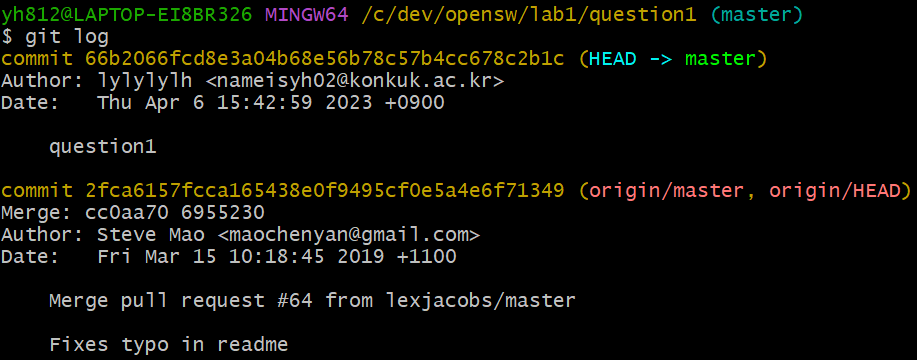 yh812@LAPTOP-EI8BR326 MINGW64 /c/dev/opensw/lab1/question1 (master)
$ git log
commit 66b2066fcd8e3a04b68e56b78c57b4cc678c2b1c (HEAD -> master)
Author: lylylylh <nameisyh02@konkuk.ac.kr>
Date:   Thu Apr 6 15:42:59 2023 +0900
question1
commit 2fca6157fcca165438e0f9495cf0e5a4e6f71349 (origin/master, origin/HEAD)
Merge: cc0aa70 6955230
Author: Steve Mao <maochenyan@gmail.com>
Date:   Fri Mar 15 10:18:45 2019 +1100
Merge pull request #64 from lexjacobs/master
Fixes typo in readme